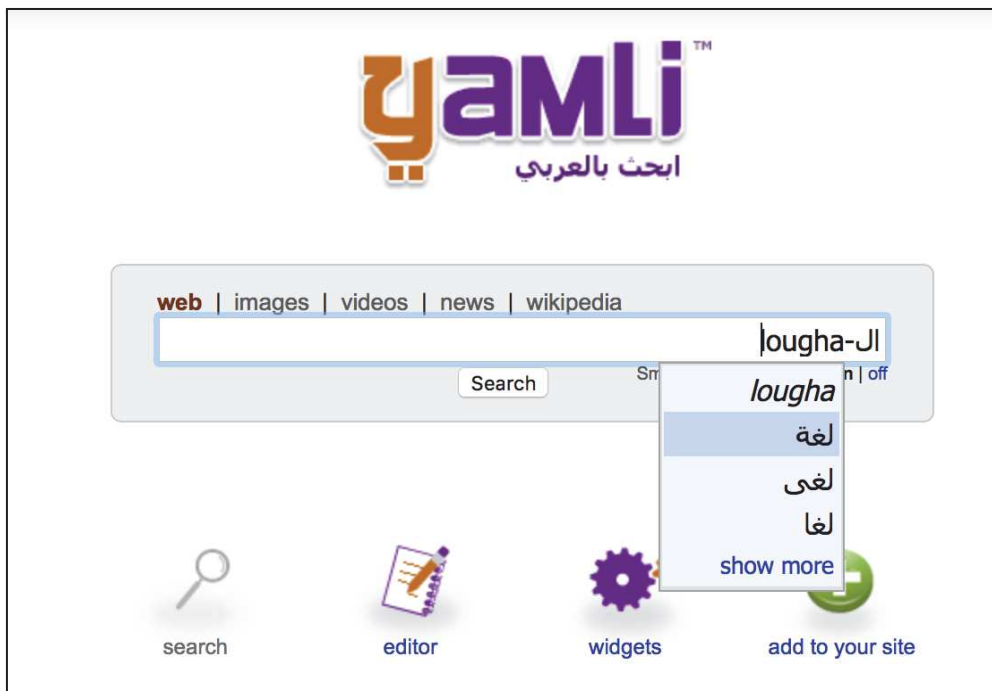 yamli™
ابحث بالعربي
web | images | videos | news | wikipedia
ال-lougha
Search
Sm
n | off
lougha
لغة
لغى
لغا
show more
search
editor
widgets
add to your site